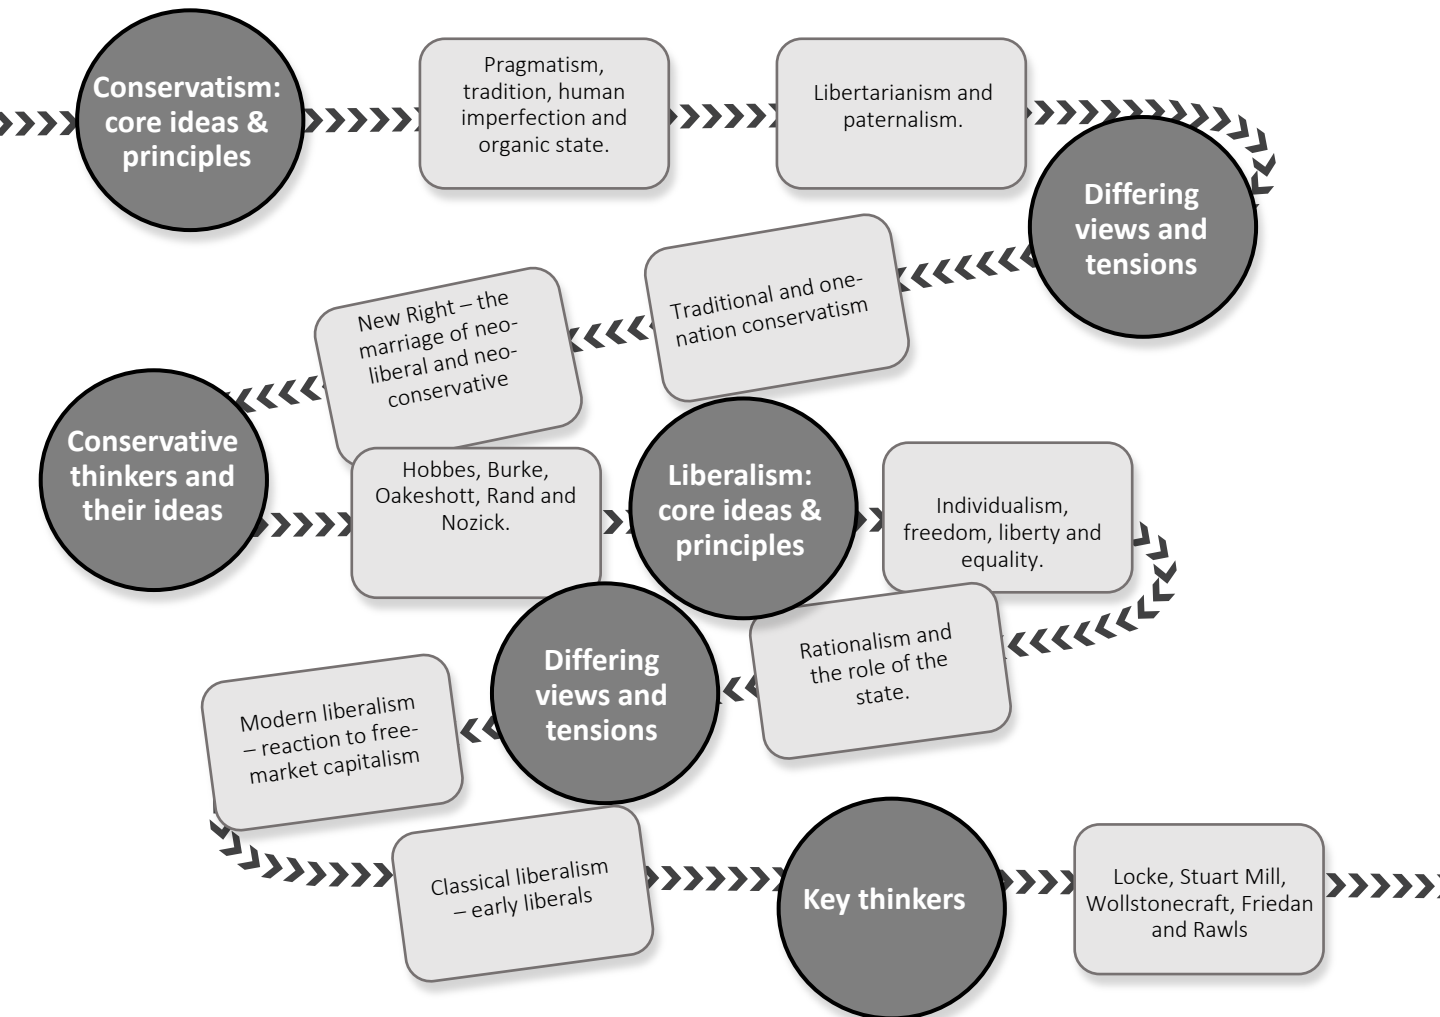 Conservatism:
core ideas &
principles
Pragmatism,
tradition, human
imperfection and
organic state.
Libertarianism and
paternalism.
Differing
views and
tensions
Traditional and one-
nation conservatism
New Right – the
marriage of neo-
liberal and neo-
conservative
Conservative
thinkers and
their ideas
Hobbes, Burke,
Oakeshott, Rand and
Nozick.
Liberalism:
core ideas &
principles
Individualism,
freedom, liberty and
equality.
Rationalism and
the role of the
state.
Differing
views and
tensions
Modern liberalism
– reaction to free-
market capitalism
Classical liberalism
– early liberals
Key thinkers
Locke, Stuart Mill,
Wollstonecraft, Friedan
and Rawls